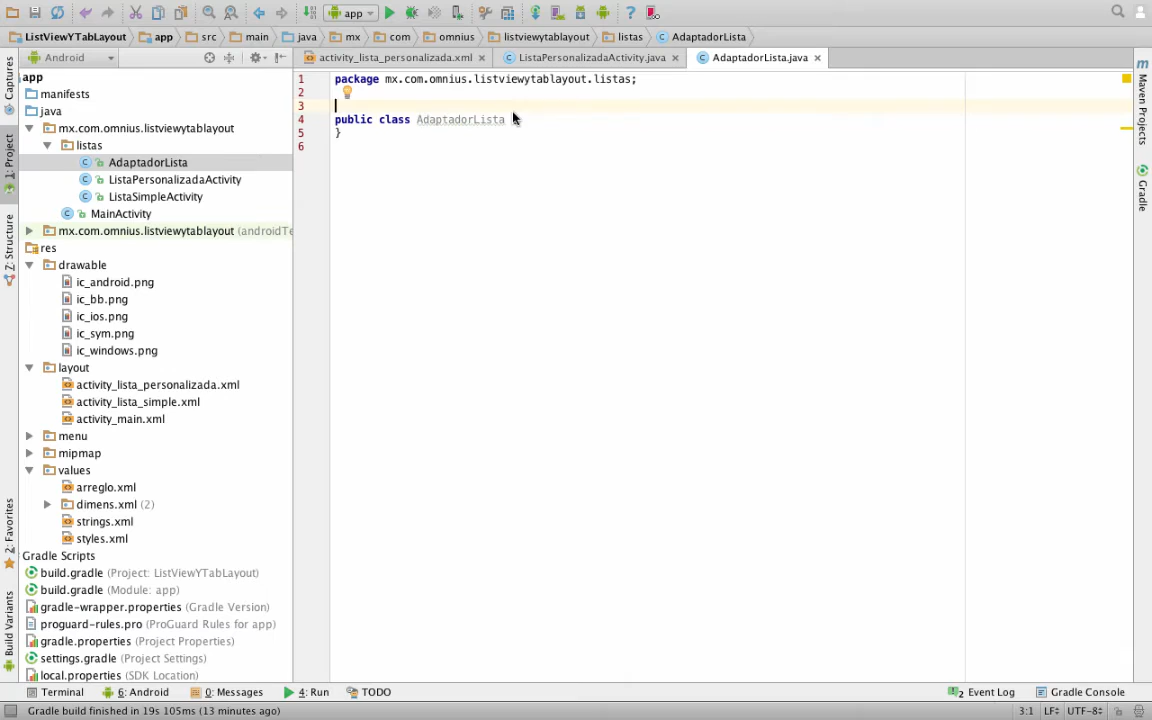 app
ListViewYTabLayout app src main java mx com omnius listviewytablayout listas AdaptadorLista
Android
activity_lista_personalizada.xml ListaPersonalizadaActivity.java AdaptadorLista.java
Captures
1: Project
Z: Structure
2: Favorites
Build Variants
app
manifests
java
mx.com.omnius.listviewytablayout
listas
AdaptadorLista
ListaPersonalizadaActivity
ListaSimpleActivity
MainActivity
mx.com.omnius.listviewytablayout (androidTe
res
drawable
ic_android.png
ic_bb.png
ic_ios.png
ic_sym.png
ic_windows.png
layout
activity_lista_personalizada.xml
activity_lista_simple.xml
activity_main.xml
menu
mipmap
values
arreglo.xml
dimens.xml (2)
strings.xml
styles.xml
Gradle Scripts
build.gradle (Project: ListViewYTabLayout)
build.gradle (Module: app)
gradle-wrapper.properties (Gradle Version)
proguard-rules.pro (ProGuard Rules for app)
gradle.properties (Project Properties)
settings.gradle (Project Settings)
local.properties (SDK Location)
1 package mx.com.omnius.listviewytablayout.listas;
2
3
4 public class AdaptadorLista
5 }
6
Maven Projects
Gradle
Terminal 6: Android 0: Messages 4: Run TODO 2 Event Log Gradle Console
Gradle build finished in 19s 105ms (13 minutes ago) 3:1 LF UTF-8